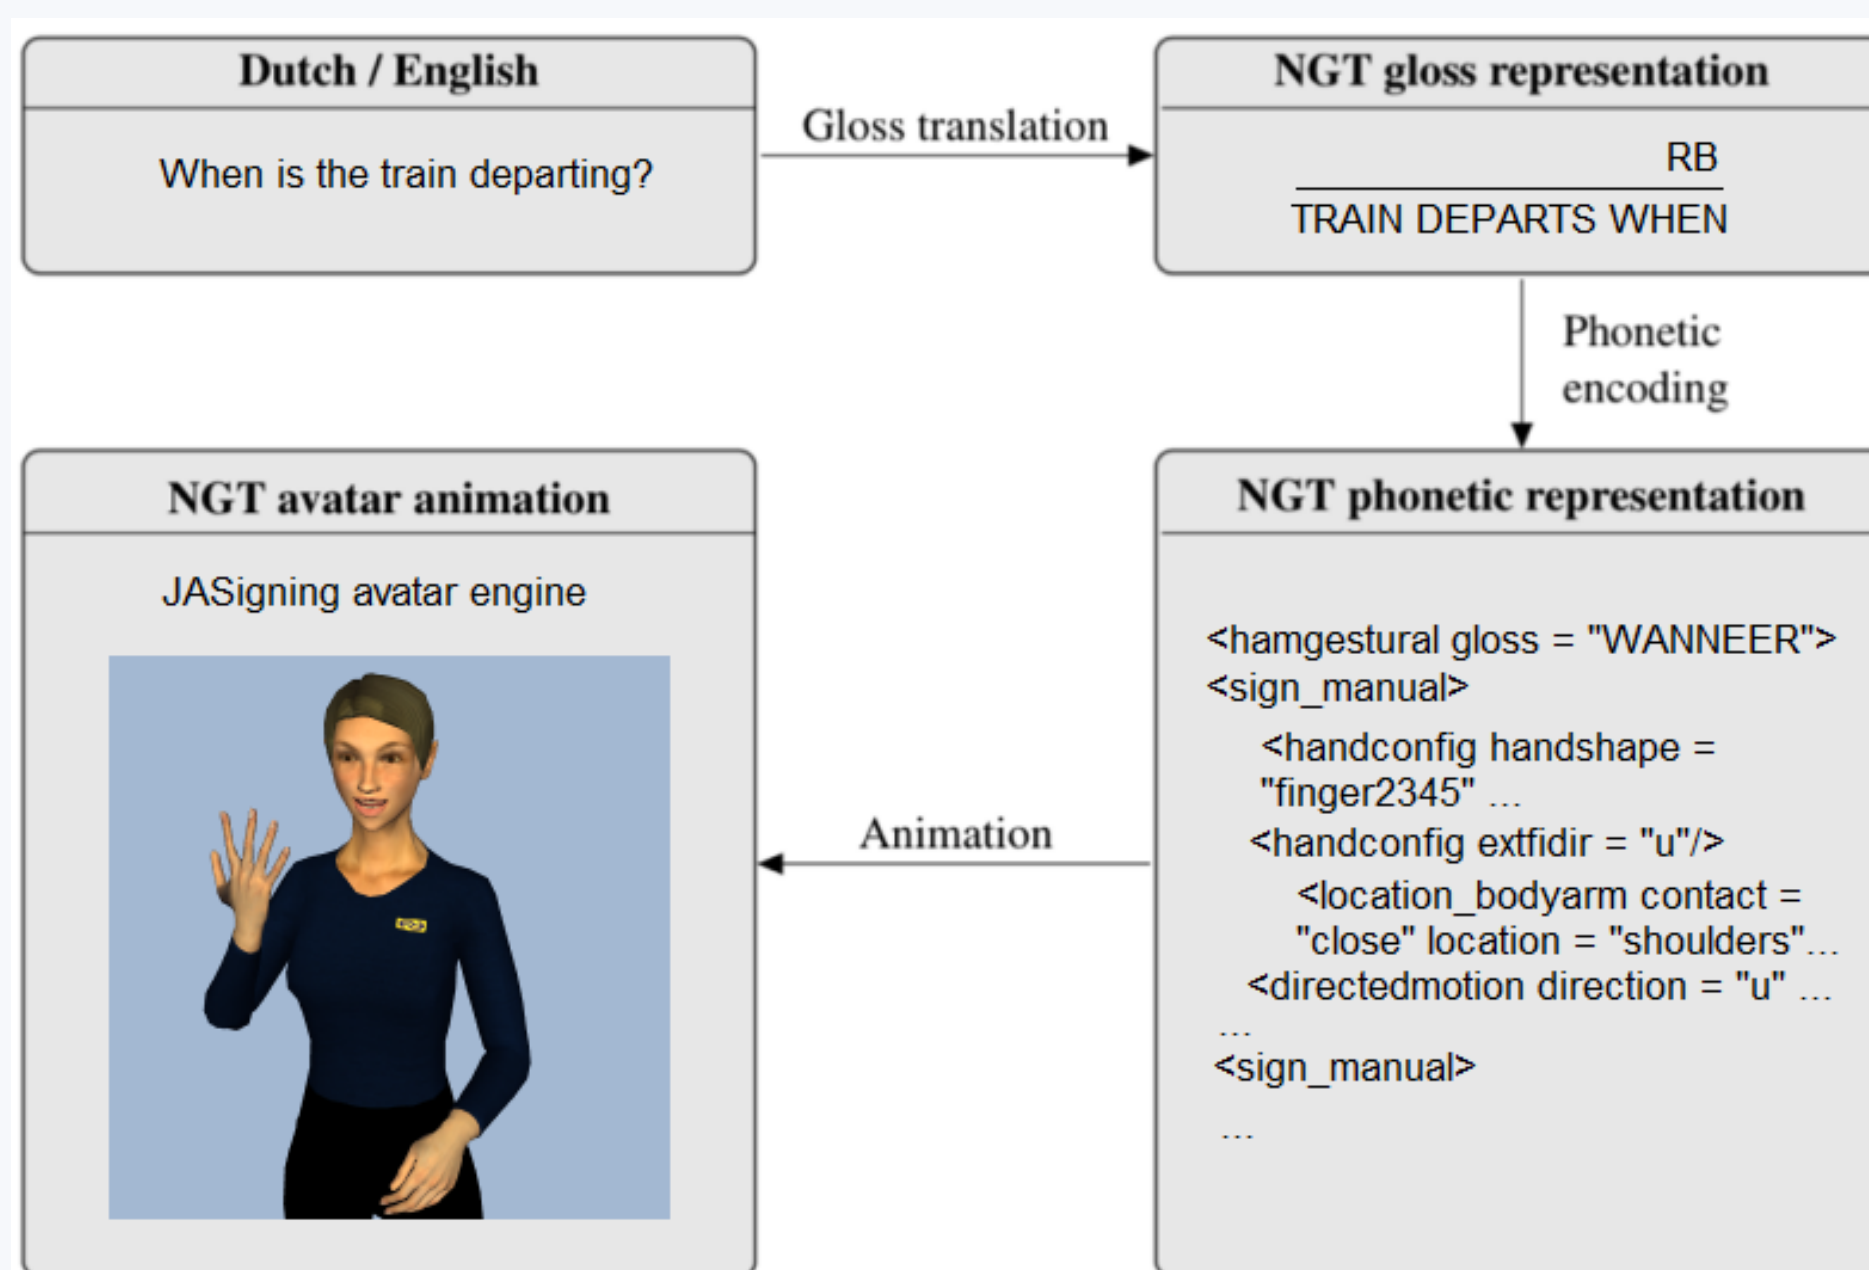 Dutch / English
When is the train departing?
Gloss translation
NGT gloss representation
RB
TRAIN DEPARTS WHEN
Phonetic
encoding
NGT phonetic representation
<hamgestural gloss = "WANNEER">
<sign_manual>
<handconfig handshape =
"finger2345" ...
<handconfig extfidir = "u"/>
<location_bodyarm contact =
"close" location = "shoulders"...
<directedmotion direction = "u" ...
...
<sign_manual>
...
Animation
NGT avatar animation
JASigning avatar engine